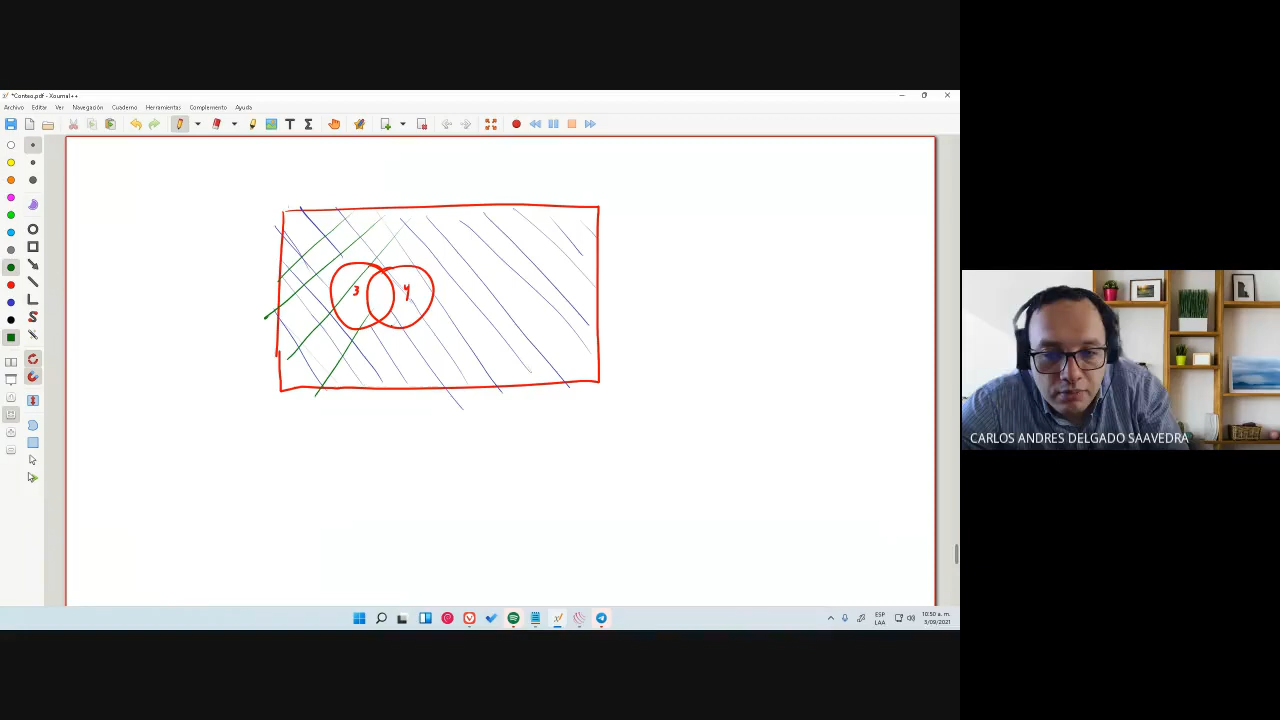 *Conteo.pdf - Xournal++
Archivo Editar Ver Navegación Cuaderno Herramientas Complemento Ayuda
3 4
CARLOS ANDRES DELGADO SAAVEDRA
ESP 10:50 a. m.
LAA 3/09/2021